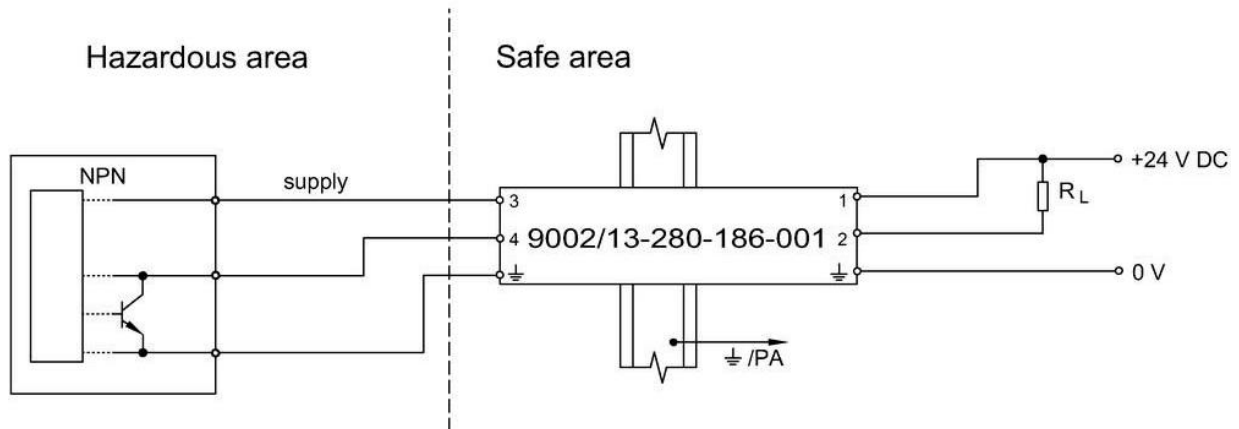 Hazardous area
Safe area
NPN
supply
3
4
9002/13-280-186-001
1
2
+24 V DC
R L
0 V
/PA